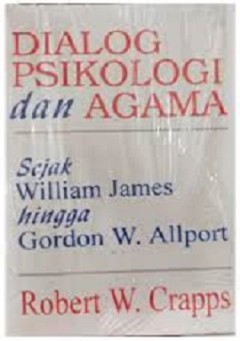 DIALOG
PSIKOLOGI
dan AGAMA
Sejak
William James
hingga
Gordon W. Allport
Robert W. Crapps